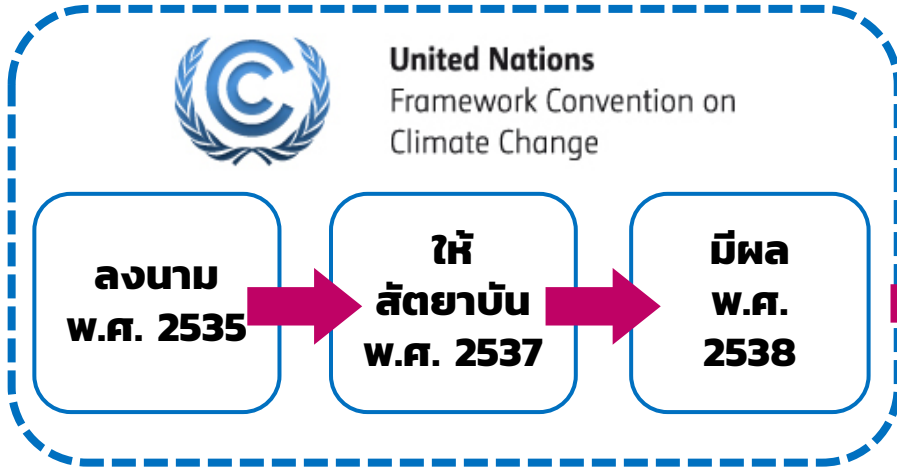 United Nations
Framework Convention on
Climate Change
ลงนาม
พ.ศ. 2535
ให้
สัตยาบัน
พ.ศ. 2537
มีผล
พ.ศ.
2538